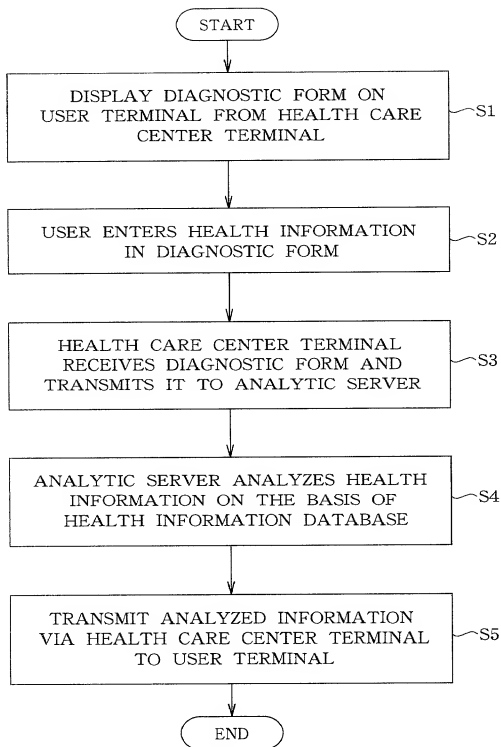 START
DISPLAY DIAGNOSTIC FORM ON
USER TERMINAL FROM HEALTH CARE
CENTER TERMINAL
S1
USER ENTERS HEALTH INFORMATION
IN DIAGNOSTIC FORM
S2
HEALTH CARE CENTER TERMINAL
RECEIVES DIAGNOSTIC FORM AND
TRANSMITS IT TO ANALYTIC SERVER
S3
ANALYTIC SERVER ANALYZES HEALTH
INFORMATION ON THE BASIS OF
HEALTH INFORMATION DATABASE
S4
TRANSMIT ANALYZED INFORMATION
VIA HEALTH CARE CENTER TERMINAL
TO USER TERMINAL
S5
END